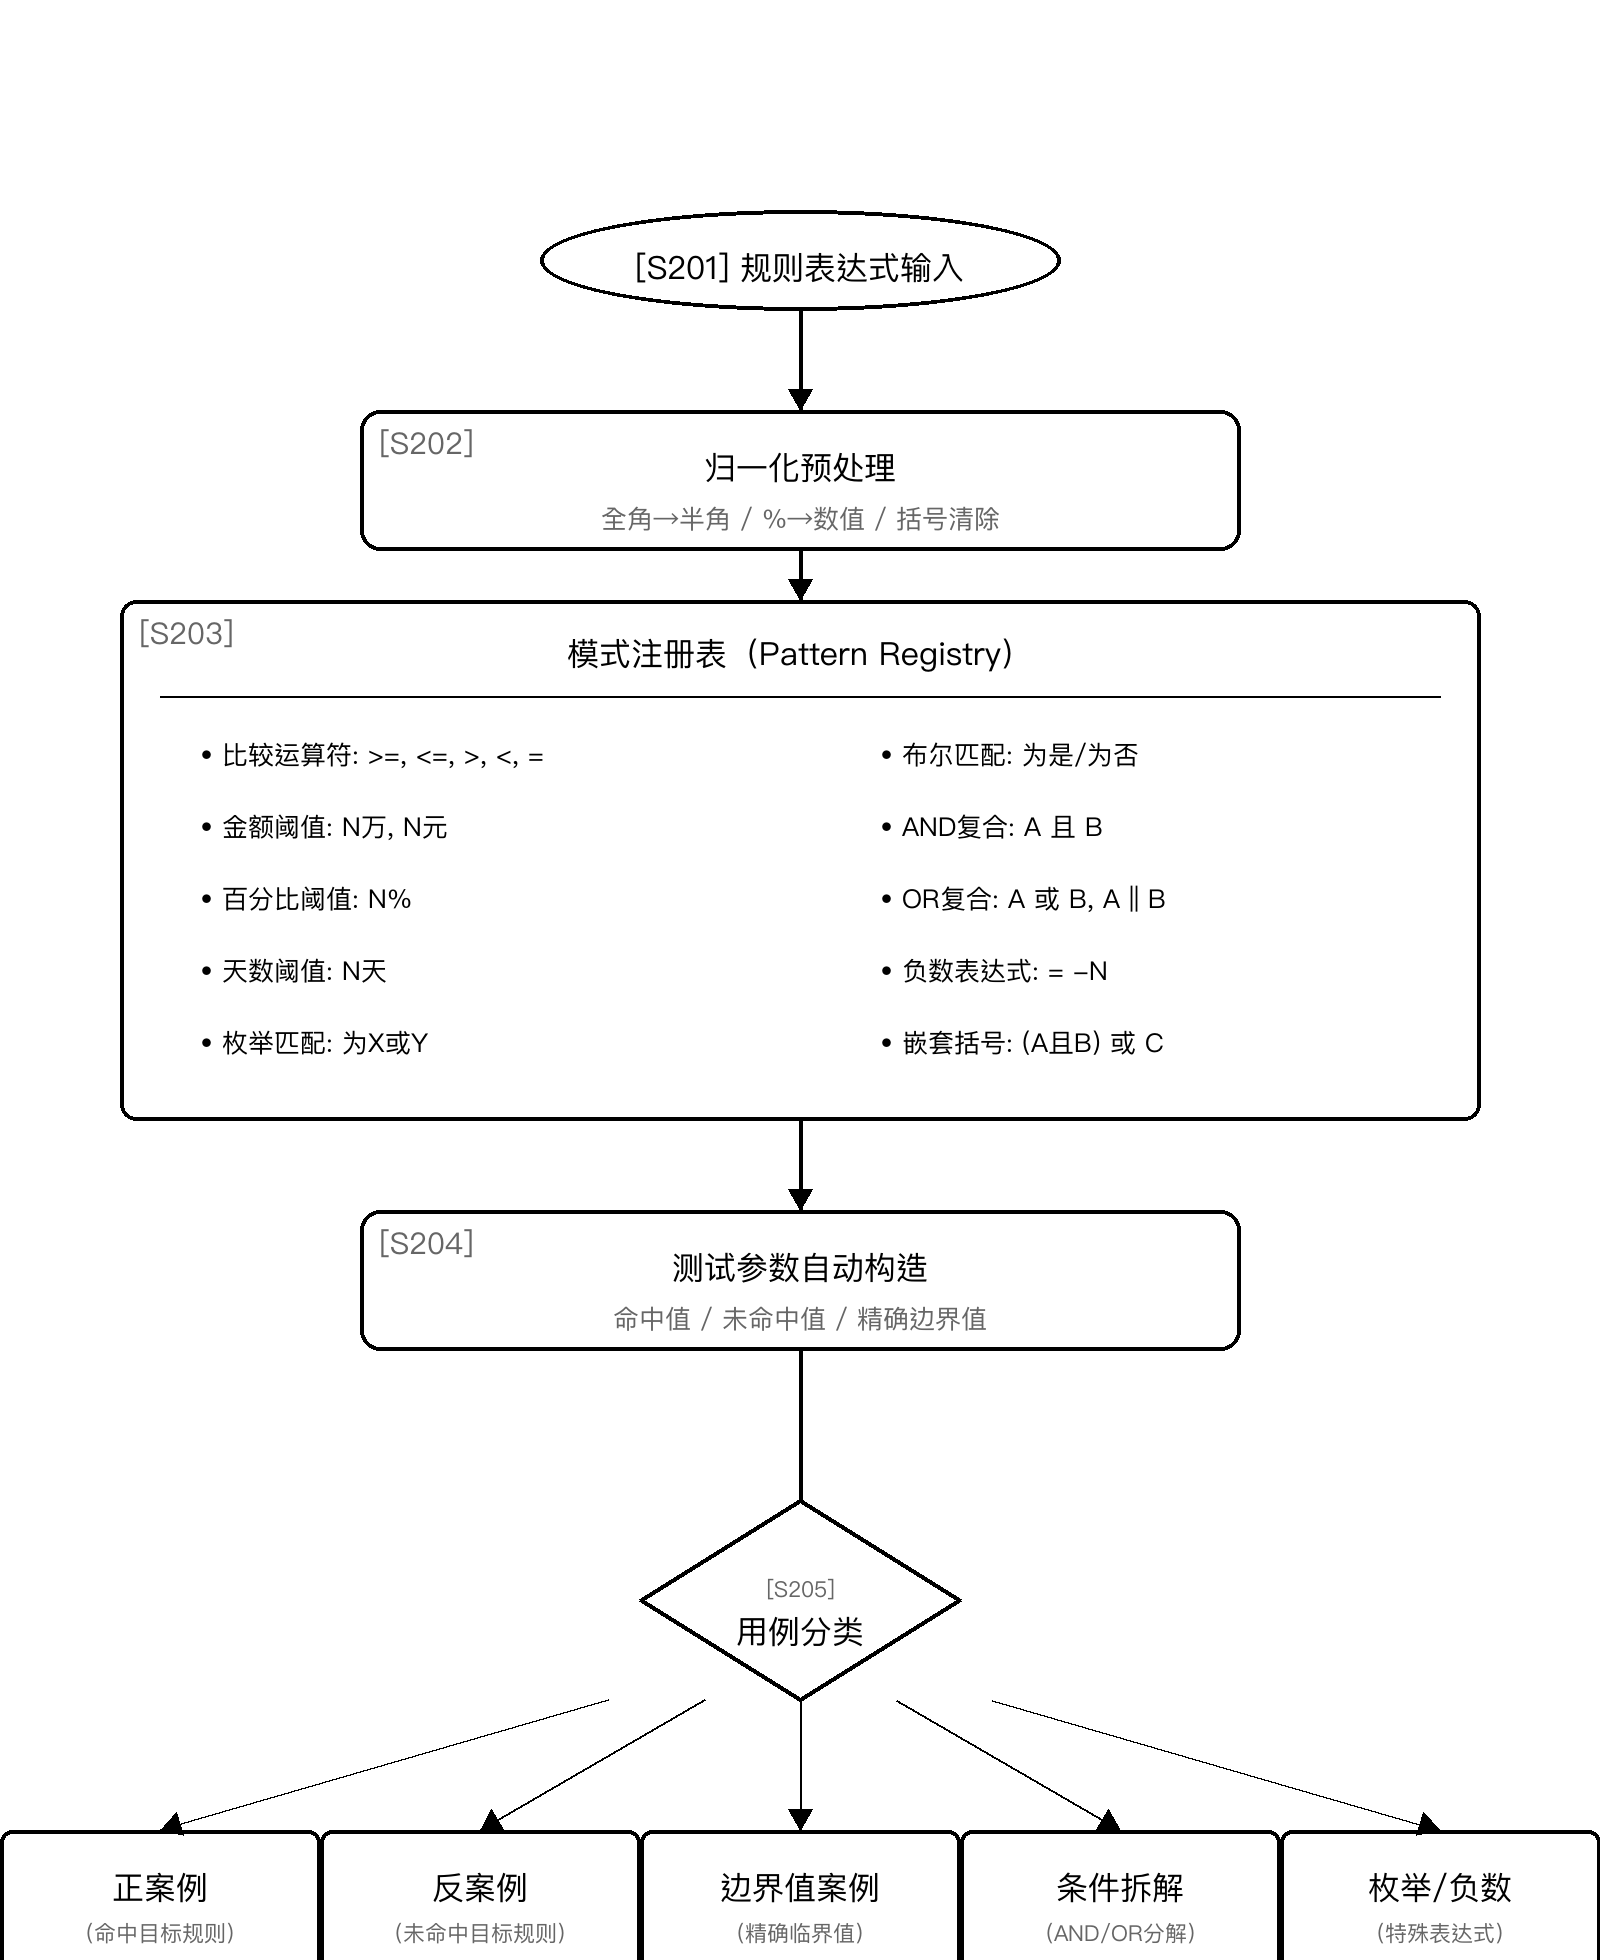 [S201] 规则表达式输入
[S202]
归一化预处理
全角→半角 / %→数值 / 括号清除
[S203]
模式注册表（Pattern Registry）
• 比较运算符: >=, <=, >, <, =
• 金额阈值: N万, N元
• 百分比阈值: N%
• 天数阈值: N天
• 枚举匹配: 为X或Y
• 布尔匹配: 为是/为否
• AND复合: A 且 B
• OR复合: A 或 B, A || B
• 负数表达式: = -N
• 嵌套括号: (A且B) 或 C
[S204]
测试参数自动构造
命中值 / 未命中值 / 精确边界值
[S205]
用例分类
正案例
（命中目标规则）
反案例
（未命中目标规则）
边界值案例
（精确临界值）
条件拆解
（AND/OR分解）
枚举/负数
（特殊表达式）